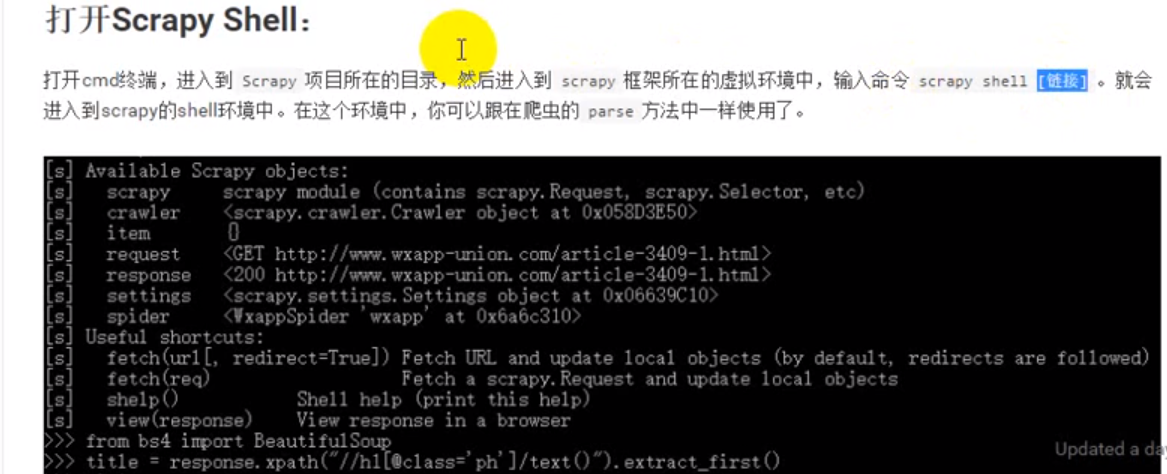 打开Scrapy Shell：
打开cmd终端，进入到 Scrapy 项目所在的目录，然后进入到 scrapy 框架所在的虚拟环境中，输入命令 scrapy shell [链接] 。就会
进入到scrapy的shell环境中。在这个环境中，你可以跟在爬虫的 parse 方法中一样使用了。
[s] Available Scrapy objects:
[s]   scrapy     scrapy module (contains scrapy.Request, scrapy.Selector, etc)
[s]   crawler    <scrapy.crawler.Crawler object at 0x058D3E50>
[s]   item       {}
[s]   request    <GET http://www.wxapp-union.com/article-3409-1.html>
[s]   response   <200 http://www.wxapp-union.com/article-3409-1.html>
[s]   settings   <scrapy.settings.Settings object at 0x06639C10>
[s]   spider     <WxappSpider 'wxapp' at 0x6a6c310>
[s] Useful shortcuts:
[s]   fetch(url[, redirect=True]) Fetch URL and update local objects (by default, redirects are followed)
[s]   fetch(req)                  Fetch a scrapy.Request and update local objects
[s]   shelp()           Shell help (print this help)
[s]   view(response)    View response in a browser
>>> from bs4 import BeautifulSoup
>>> title = response.xpath("//h1[@class='ph']/text()").extract_first()
Updated a day